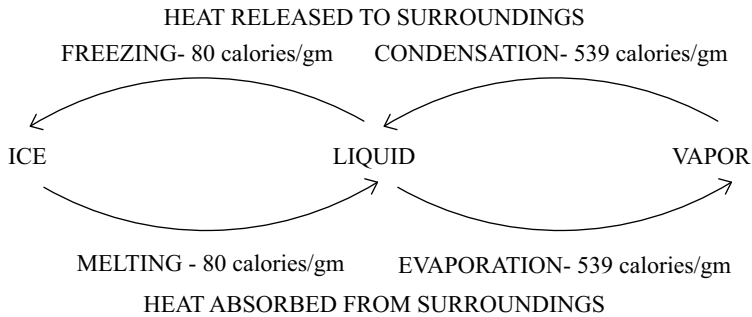 HEAT RELEASED TO SURROUNDINGS
FREEZING- 80 calories/gm CONDENSATION- 539 calories/gm
ICE LIQUID VAPOR
MELTING - 80 calories/gm EVAPORATION- 539 calories/gm
HEAT ABSORBED FROM SURROUNDINGS